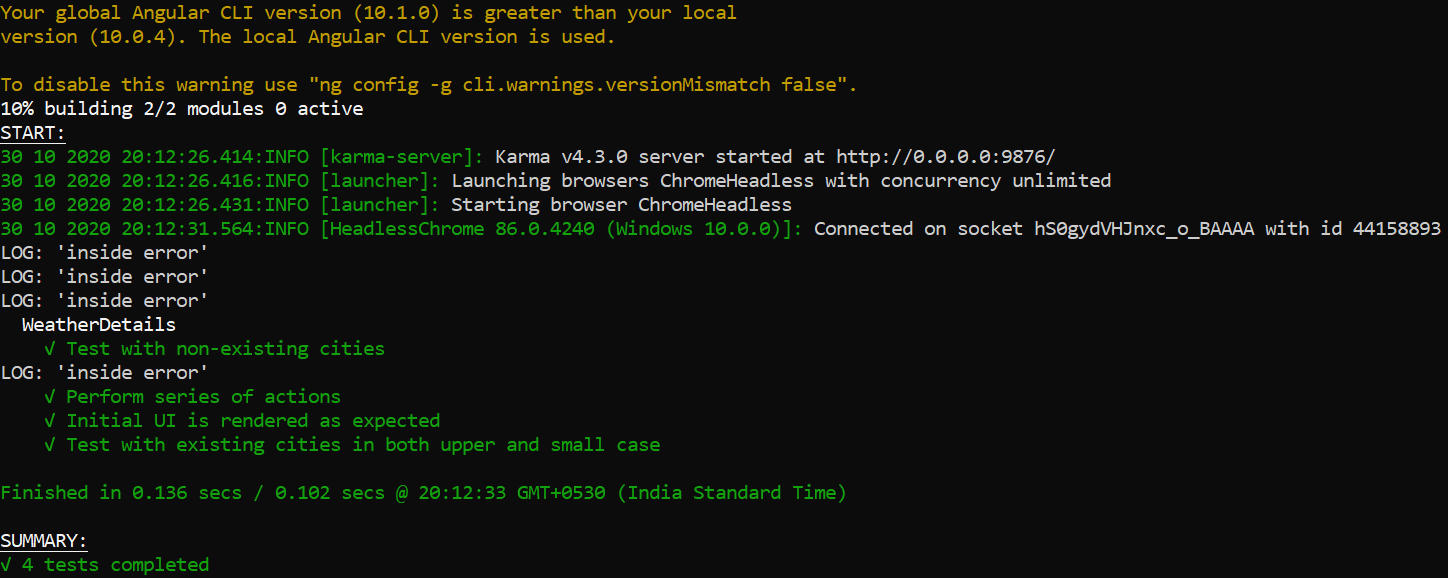 Your global Angular CLI version (10.1.0) is greater than your local
version (10.0.4). The local Angular CLI version is used.
To disable this warning use "ng config -g cli.warnings.versionMismatch false".
10% building 2/2 modules 0 active
START:
30 10 2020 20:12:26.414:INFO [karma-server]: Karma v4.3.0 server started at http://0.0.0.0:9876/
30 10 2020 20:12:26.416:INFO [launcher]: Launching browsers ChromeHeadless with concurrency unlimited
30 10 2020 20:12:26.431:INFO [launcher]: Starting browser ChromeHeadless
30 10 2020 20:12:31.564:INFO [HeadlessChrome 86.0.4240 (Windows 10.0.0)]: Connected on socket hS0gydVHJnxc_o_BAAAA with id 44158893
LOG: 'inside error'
LOG: 'inside error'
LOG: 'inside error'
WeatherDetails
√ Test with non-existing cities
LOG: 'inside error'
√ Perform series of actions
√ Initial UI is rendered as expected
√ Test with existing cities in both upper and small case
Finished in 0.136 secs / 0.102 secs @ 20:12:33 GMT+0530 (India Standard Time)
SUMMARY:
√ 4 tests completed